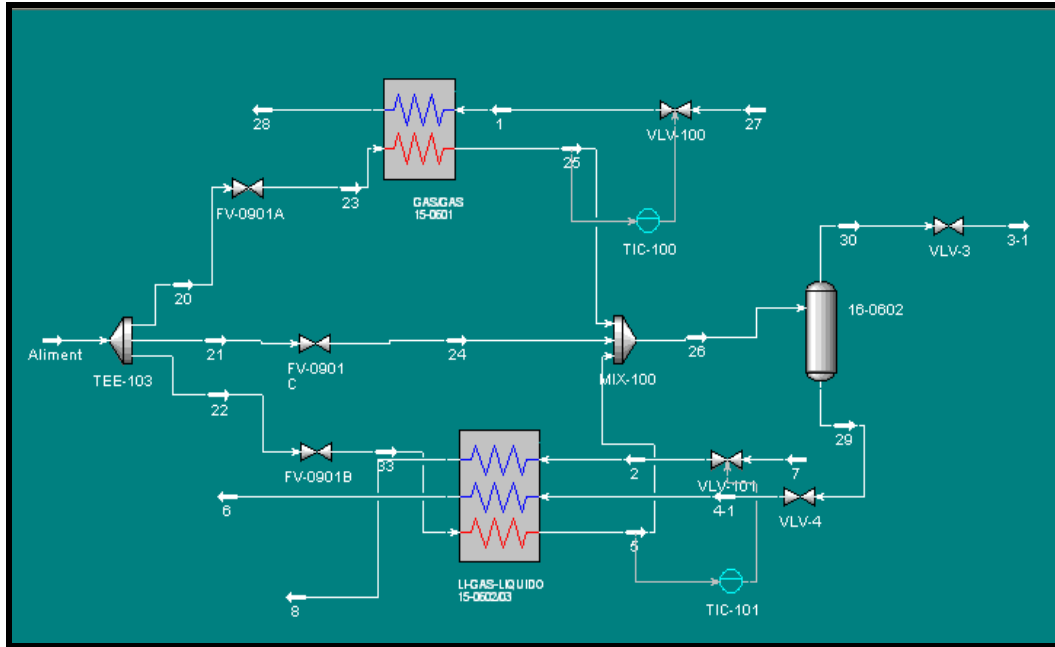 28
1
27
VLV-100
25
23
FV-0901A
GAS/GAS
15-0601
TIC-100
30
3-1
VLV-3
20
16-0602
Aliment
21
24
26
TEE-103
FV-0901
C
MIX-100
22
29
33
FV-0901B
2
7
VLV-101
6
4-1
VLV-4
5
LI-GAS-LIQUIDO
15-0602/03
8
TIC-101